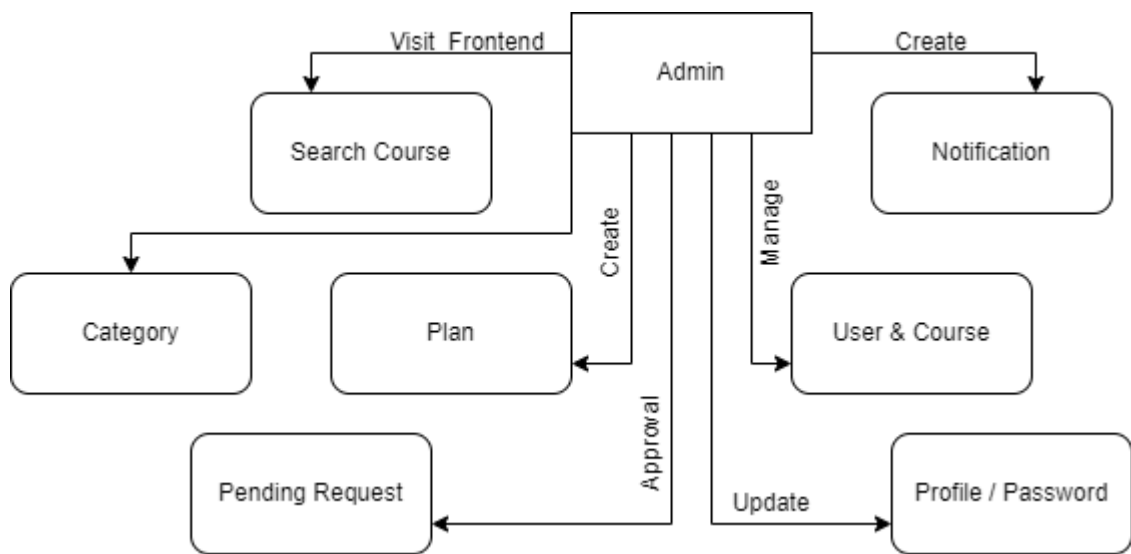 Visit Frontend
Admin
Create
Search Course
Notification
Create
Manage
Category
Plan
User & Course
Approval
Pending Request
Update
Profile / Password